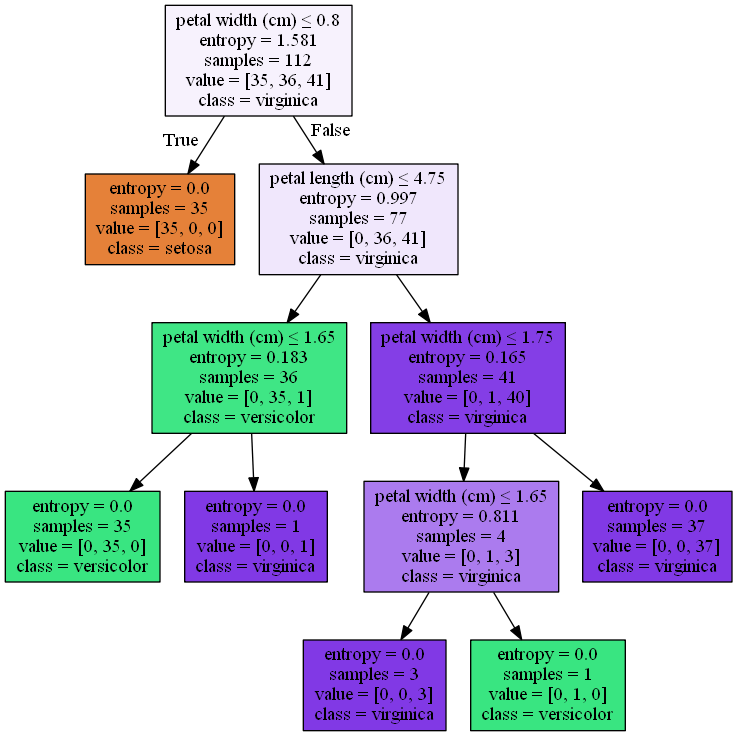 petal width (cm) ≤ 0.8
entropy = 1.581
samples = 112
value = [35, 36, 41]
class = virginica
True
False
entropy = 0.0
samples = 35
value = [35, 0, 0]
class = setosa
petal length (cm) ≤ 4.75
entropy = 0.997
samples = 77
value = [0, 36, 41]
class = virginica
petal width (cm) ≤ 1.65
entropy = 0.183
samples = 36
value = [0, 35, 1]
class = versicolor
petal width (cm) ≤ 1.75
entropy = 0.165
samples = 41
value = [0, 1, 40]
class = virginica
entropy = 0.0
samples = 35
value = [0, 35, 0]
class = versicolor
entropy = 0.0
samples = 1
value = [0, 0, 1]
class = virginica
petal width (cm) ≤ 1.65
entropy = 0.811
samples = 4
value = [0, 1, 3]
class = virginica
entropy = 0.0
samples = 37
value = [0, 0, 37]
class = virginica
entropy = 0.0
samples = 3
value = [0, 0, 3]
class = virginica
entropy = 0.0
samples = 1
value = [0, 1, 0]
class = versicolor